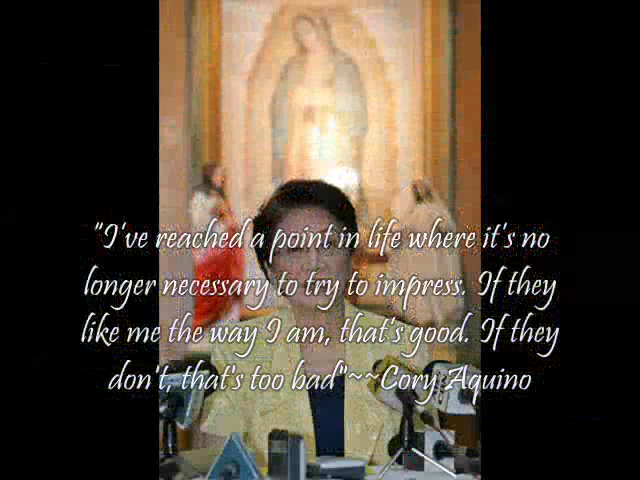 "I've reached a point in life where it's no
longer necessary to try to impress. If they
like me the way I am, that's good. If they
don't, that's too bad"~~Cory Aquino